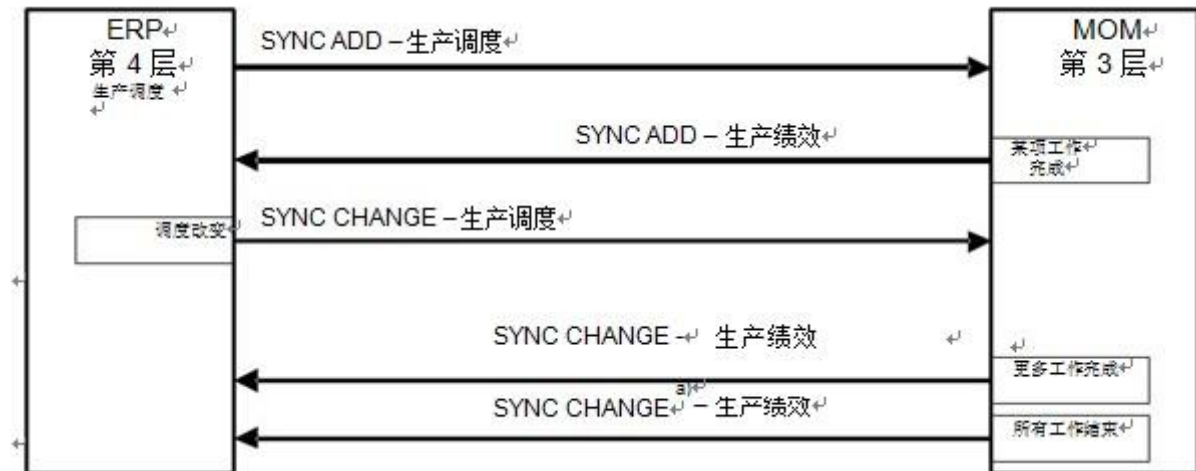 ERP
第 4 层
生产调度
SYNC ADD – 生产调度
MOM
第 3 层
SYNC ADD – 生产绩效
某项工作
完成
SYNC CHANGE – 生产调度
调度改变
SYNC CHANGE - 生产绩效
更多工作完成
a)
SYNC CHANGE – 生产绩效
所有工作结束